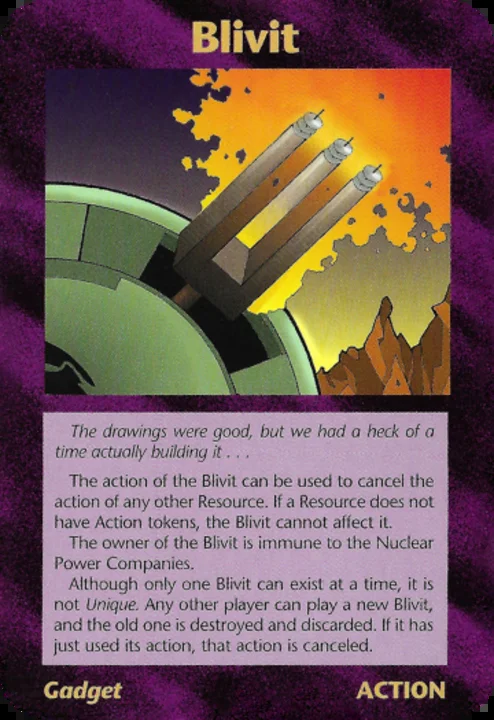 Blivit
The drawings were good, but we had a heck of a
time actually building it . . .
The action of the Blivit can be used to cancel the
action of any other Resource. If a Resource does not
have Action tokens, the Blivit cannot affect it.
The owner of the Blivit is immune to the Nuclear
Power Companies.
Although only one Blivit can exist at a time, it is
not Unique. Any other player can play a new Blivit,
and the old one is destroyed and discarded. If it has
just used its action, that action is canceled.
Gadget
ACTION